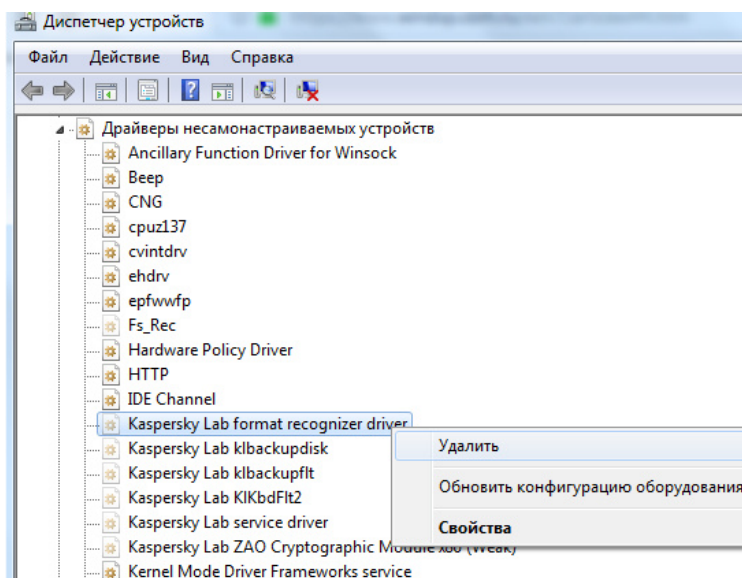 Диспетчер устройств
Файл Действие Вид Справка
Драйверы несамонастраиваемых устройств
Ancillary Function Driver for Winsock
Beep
CNG
cpuz137
cvintdrv
ehdrv
epfwwfp
Fs_Rec
Hardware Policy Driver
HTTP
IDE Channel
Kaspersky Lab format recognizer driver
Удалить
Kaspersky Lab klbackupdisk
Kaspersky Lab klbackupflt
Обновить конфигурацию оборудования
Kaspersky Lab KlKbdFlt2
Kaspersky Lab service driver
Свойства
Kaspersky Lab ZAO Cryptographic Module x86 (Weak)
Kernel Mode Driver Frameworks service